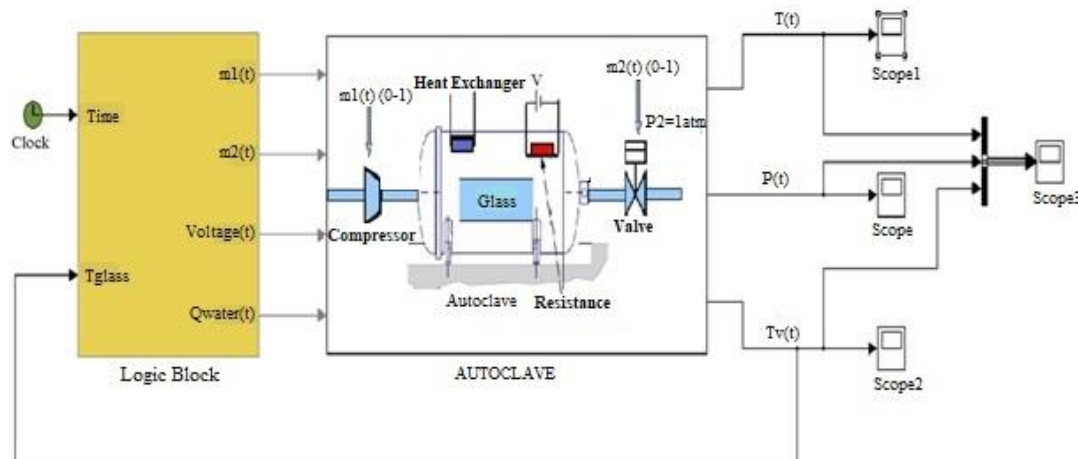 T(t)
Scope1
m1(t)
m1(t) (0-1)
Heat Exchanger
V
m2(t) (0-1)
P2=1atm
Time
Clock
m2(t)
Glass
P(t)
Scope
Scope3
Voltage(t)
Compressor
Valve
Tglass
Autoclave
Resistance
Qwater(t)
Tv(t)
Scope2
Logic Block
AUTOCLAVE